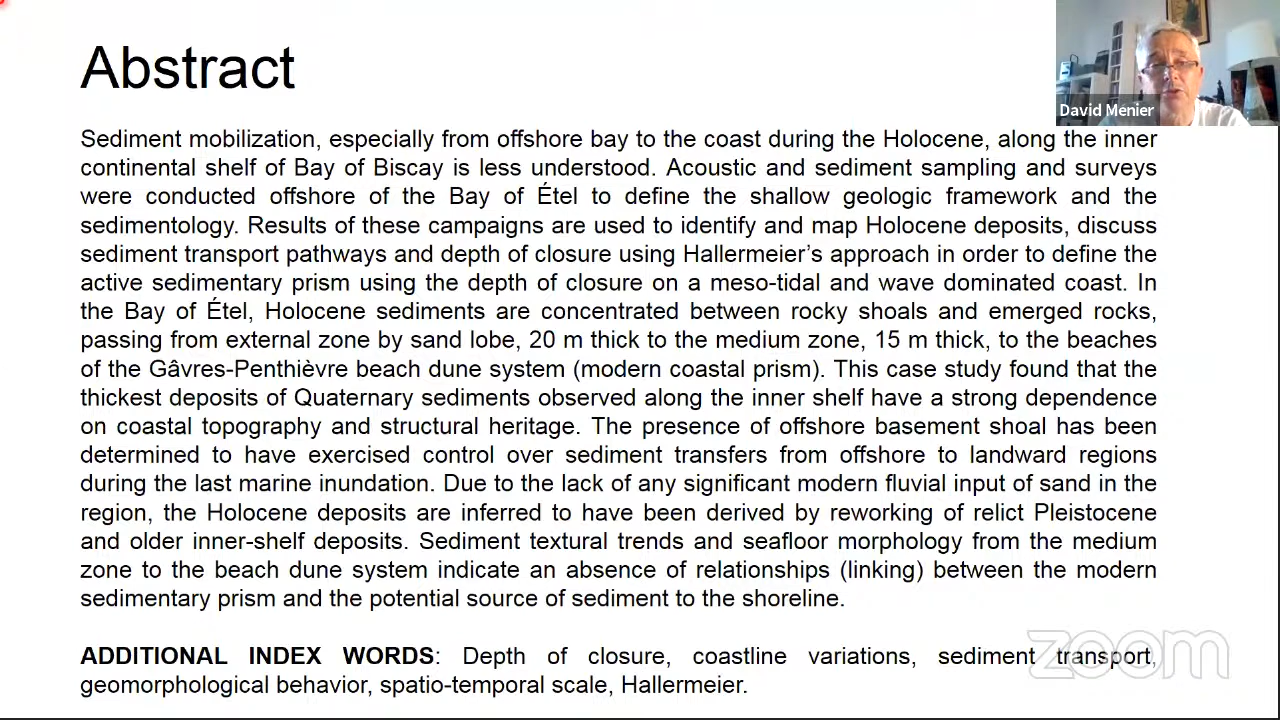 Abstract
David Menier
Sediment mobilization, especially from offshore bay to the coast during the Holocene, along the inner
continental shelf of Bay of Biscay is less understood. Acoustic and sediment sampling and surveys
were conducted offshore of the Bay of Étel to define the shallow geologic framework and the
sedimentology. Results of these campaigns are used to identify and map Holocene deposits, discuss
sediment transport pathways and depth of closure using Hallermeier’s approach in order to define the
active sedimentary prism using the depth of closure on a meso-tidal and wave dominated coast. In
the Bay of Étel, Holocene sediments are concentrated between rocky shoals and emerged rocks,
passing from external zone by sand lobe, 20 m thick to the medium zone, 15 m thick, to the beaches
of the Gâvres-Penthièvre beach dune system (modern coastal prism). This case study found that the
thickest deposits of Quaternary sediments observed along the inner shelf have a strong dependence
on coastal topography and structural heritage. The presence of offshore basement shoal has been
determined to have exercised control over sediment transfers from offshore to landward regions
during the last marine inundation. Due to the lack of any significant modern fluvial input of sand in the
region, the Holocene deposits are inferred to have been derived by reworking of relict Pleistocene
and older inner-shelf deposits. Sediment textural trends and seafloor morphology from the medium
zone to the beach dune system indicate an absence of relationships (linking) between the modern
sedimentary prism and the potential source of sediment to the shoreline.
ADDITIONAL INDEX WORDS: Depth of closure, coastline variations, sediment transport,
geomorphological behavior, spatio-temporal scale, Hallermeier.
zoom